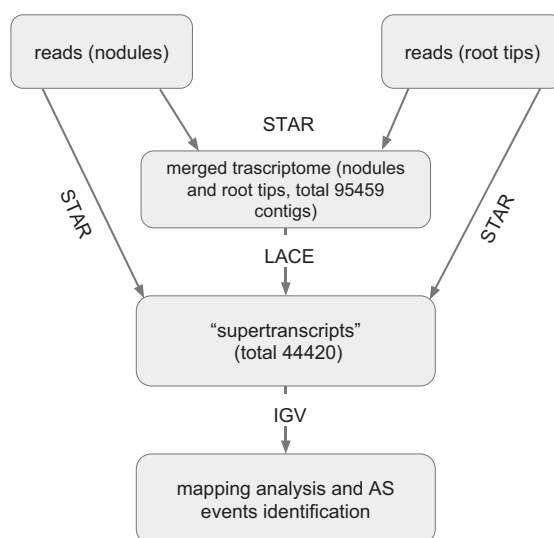 reads (nodules)
reads (root tips)
STAR
merged trascriptome (nodules
and root tips, total 95459
contigs)
STAR
STAR
LACE
“supertranscripts”
(total 44420)
IGV
mapping analysis and AS
events identification